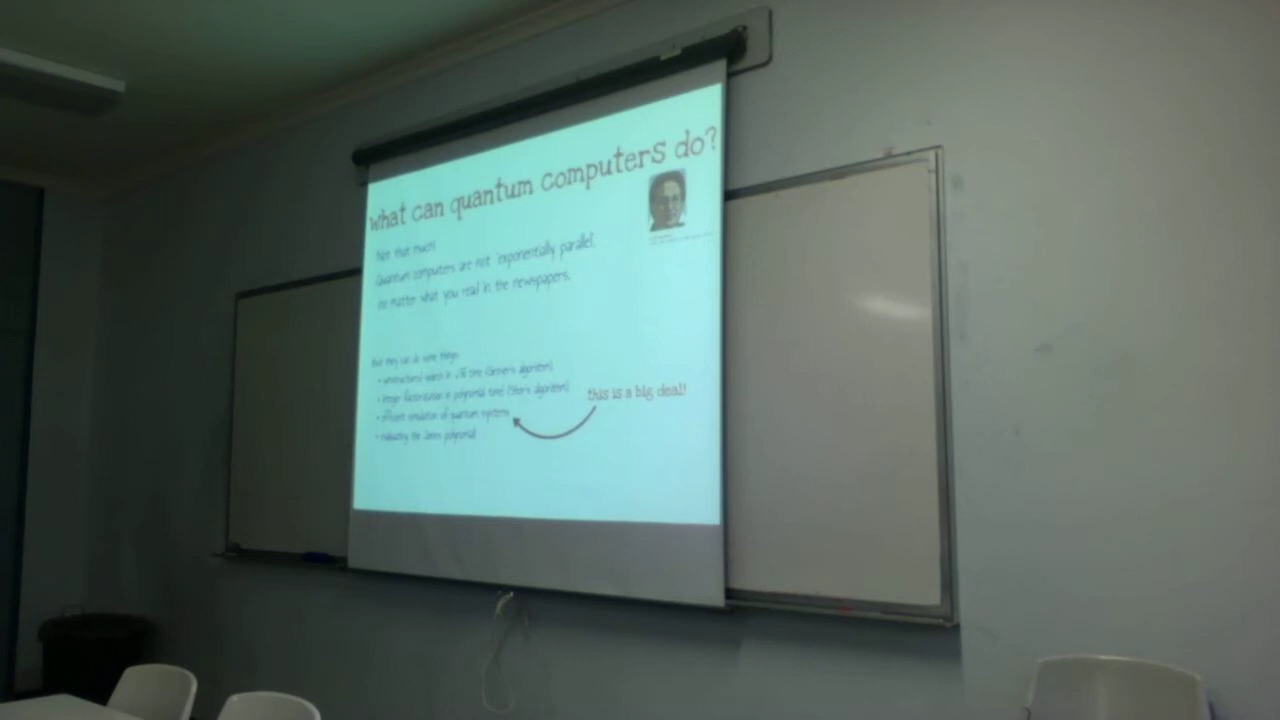 what can quantum computers do?
Not that much!
Quantum computers are not 'exponentially parallel',
no matter what you read in the newspapers.
But they can do some things:
• unstructured search in √N time (Grover's algorithm)
• integer factorisation in polynomial time (Shor's algorithm)
this is a big deal!
• efficient simulation of quantum systems
• evaluating the Jones polynomial